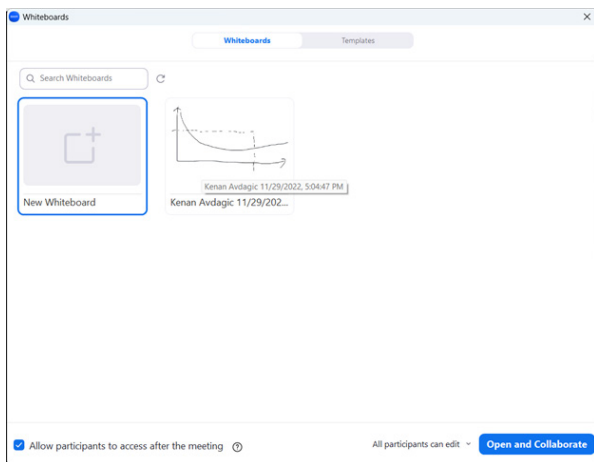 Whiteboards
Whiteboards Templates
Search Whiteboards
Kenan Avdagic 11/29/2022, 5:04:47 PM
New Whiteboard
Kenan Avdagic 11/29/202...
Allow participants to access after the meeting
All participants can edit
Open and Collaborate